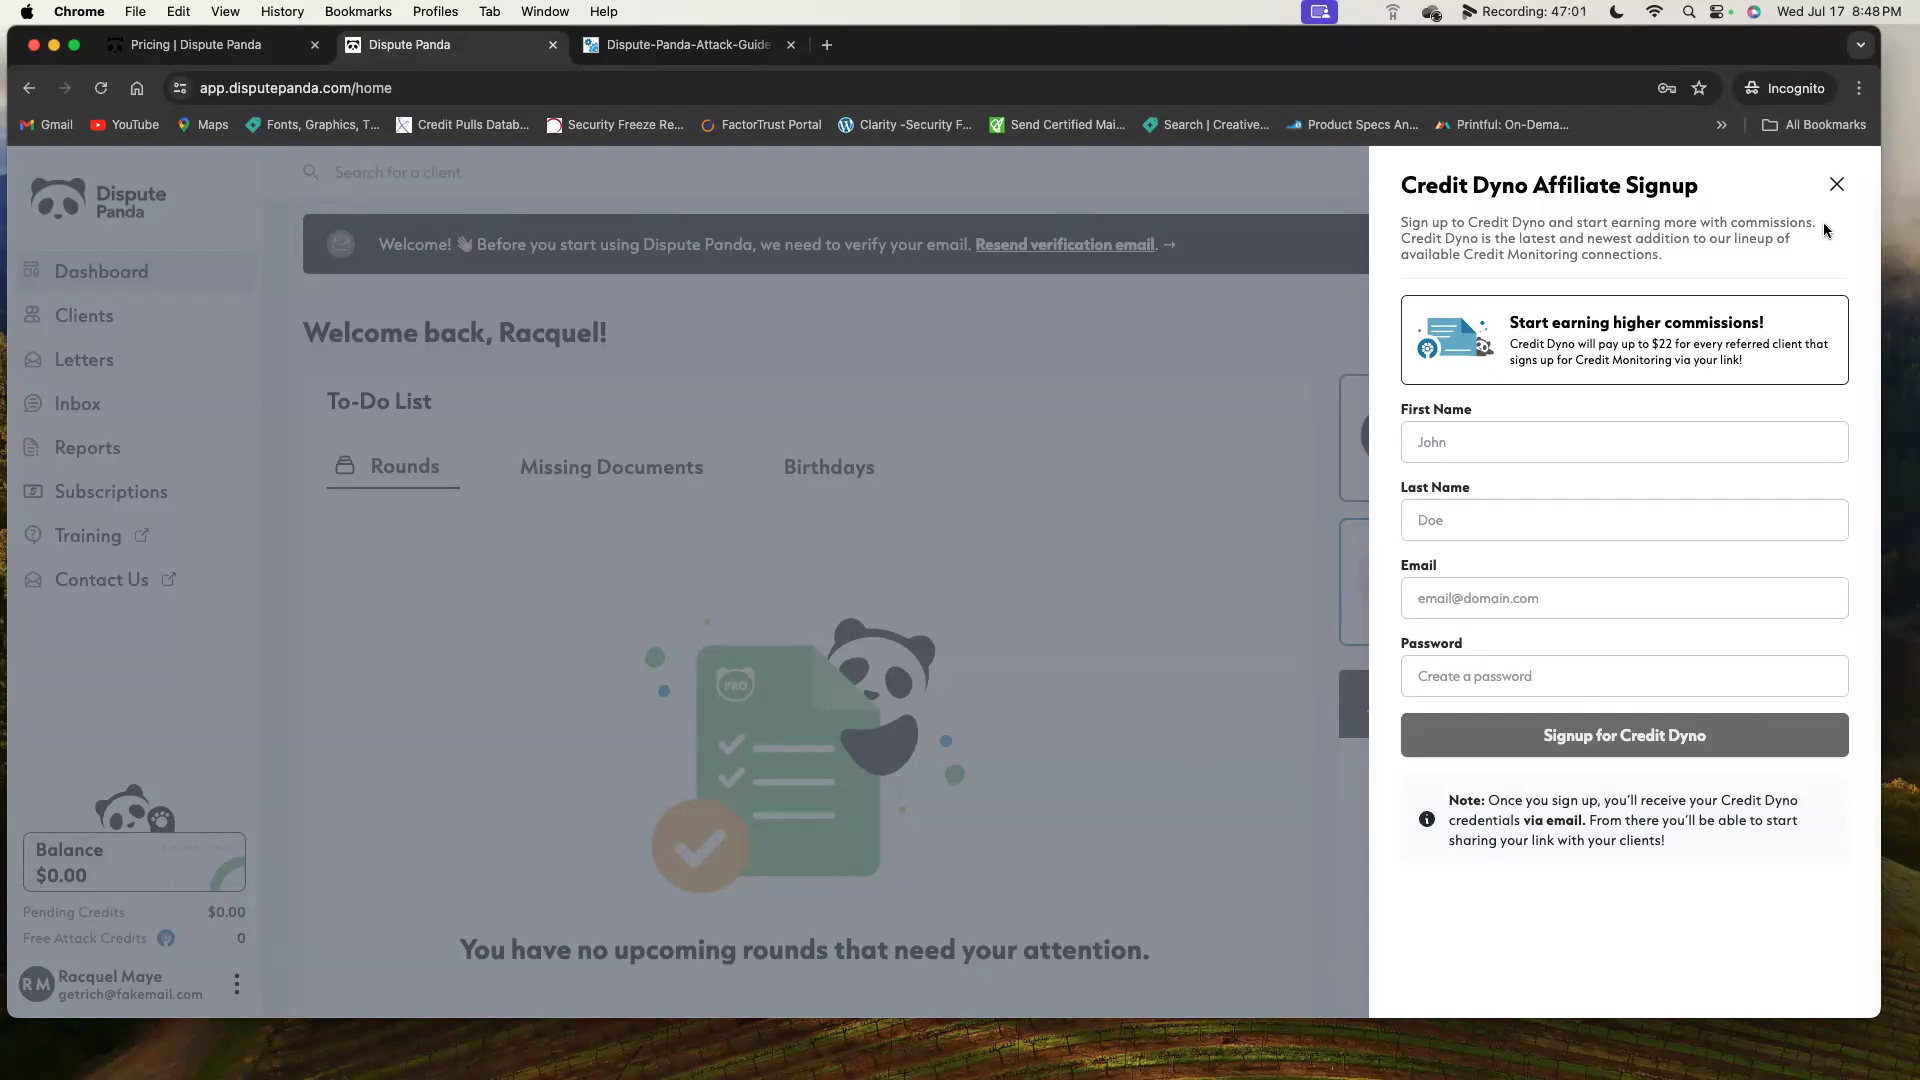 Chrome File Edit View History Bookmarks Profiles Tab Window Help Recording: 47:01 Wed Jul 17 8:48 PM
Pricing | Dispute Panda Dispute Panda Dispute-Panda-Attack-Guide
app.disputepanda.com/home Incognito
Gmail YouTube Maps Fonts, Graphics, T... Credit Pulls Datab... Security Freeze Re... FactorTrust Portal Clarity -Security F... Send Certified Mai... Search | Creative... Product Specs An... Printful: On-Dema... All Bookmarks
Dispute
Panda
Dashboard
Clients
Letters
Inbox
Reports
Subscriptions
Training
Contact Us
Balance
$0.00
Pending Credits $0.00
Free Attack Credits 0
RM
Racquel Maye
getrich@fakemail.com
Search for a client
Welcome! 👋 Before you start using Dispute Panda, we need to verify your email. Resend verification email. →
Welcome back, Racquel!
To-Do List
Rounds Missing Documents Birthdays
PRO
You have no upcoming rounds that need your attention.
Credit Dyno Affiliate Signup
Sign up to Credit Dyno and start earning more with commissions.
Credit Dyno is the latest and newest addition to our lineup of
available Credit Monitoring connections.
Start earning higher commissions!
Credit Dyno will pay up to $22 for every referred client that
signs up for Credit Monitoring via your link!
First Name
John
Last Name
Doe
Email
email@domain.com
Password
Create a password
Signup for Credit Dyno
Note: Once you sign up, you'll receive your Credit Dyno
credentials via email. From there you'll be able to start
sharing your link with your clients!